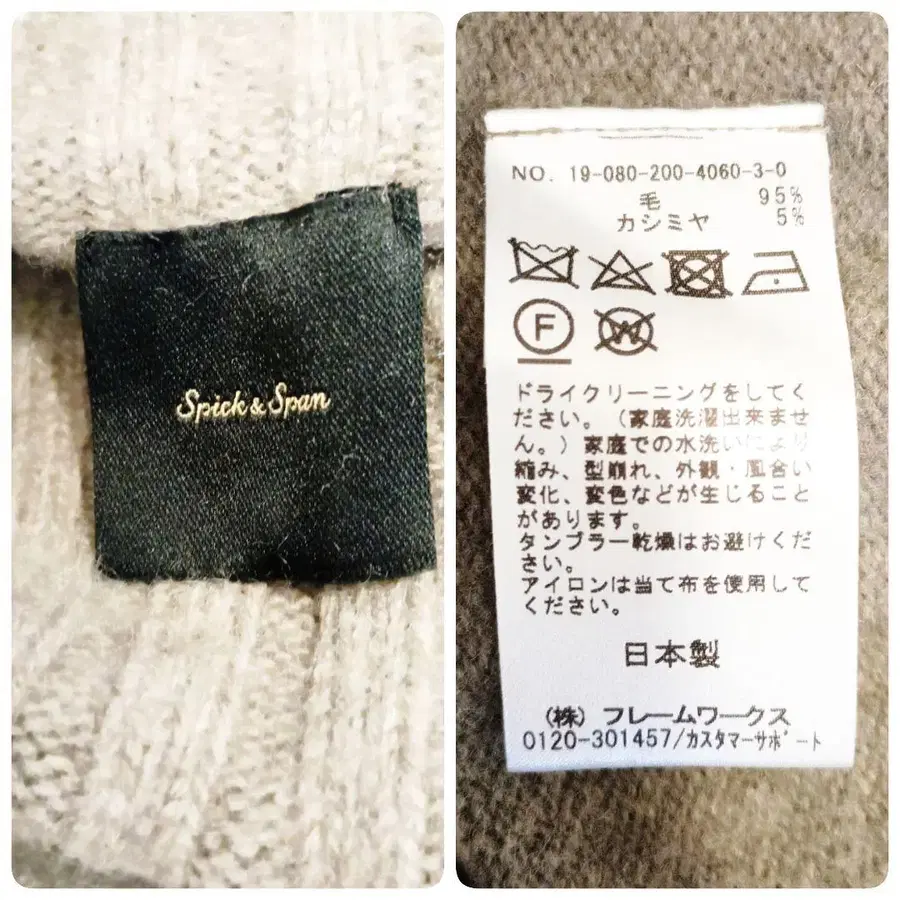 Spick & Span
NO. 19-080-200-4060-3-0
毛 95%
カシミヤ 5%
F
W
ドライクリーニングをしてく
ださい。（家庭洗濯出来ませ
ん。）家庭での水洗いにより
縮み、型崩れ、外観・風合い
変化、変色などが生じること
があります。
タンブラー乾燥はお避けくだ
さい。
アイロンは当て布を使用して
ください。
日本製
（株）フレームワークス
0120-301457/ｶｽﾀﾏｰｻﾎﾟｰﾄ